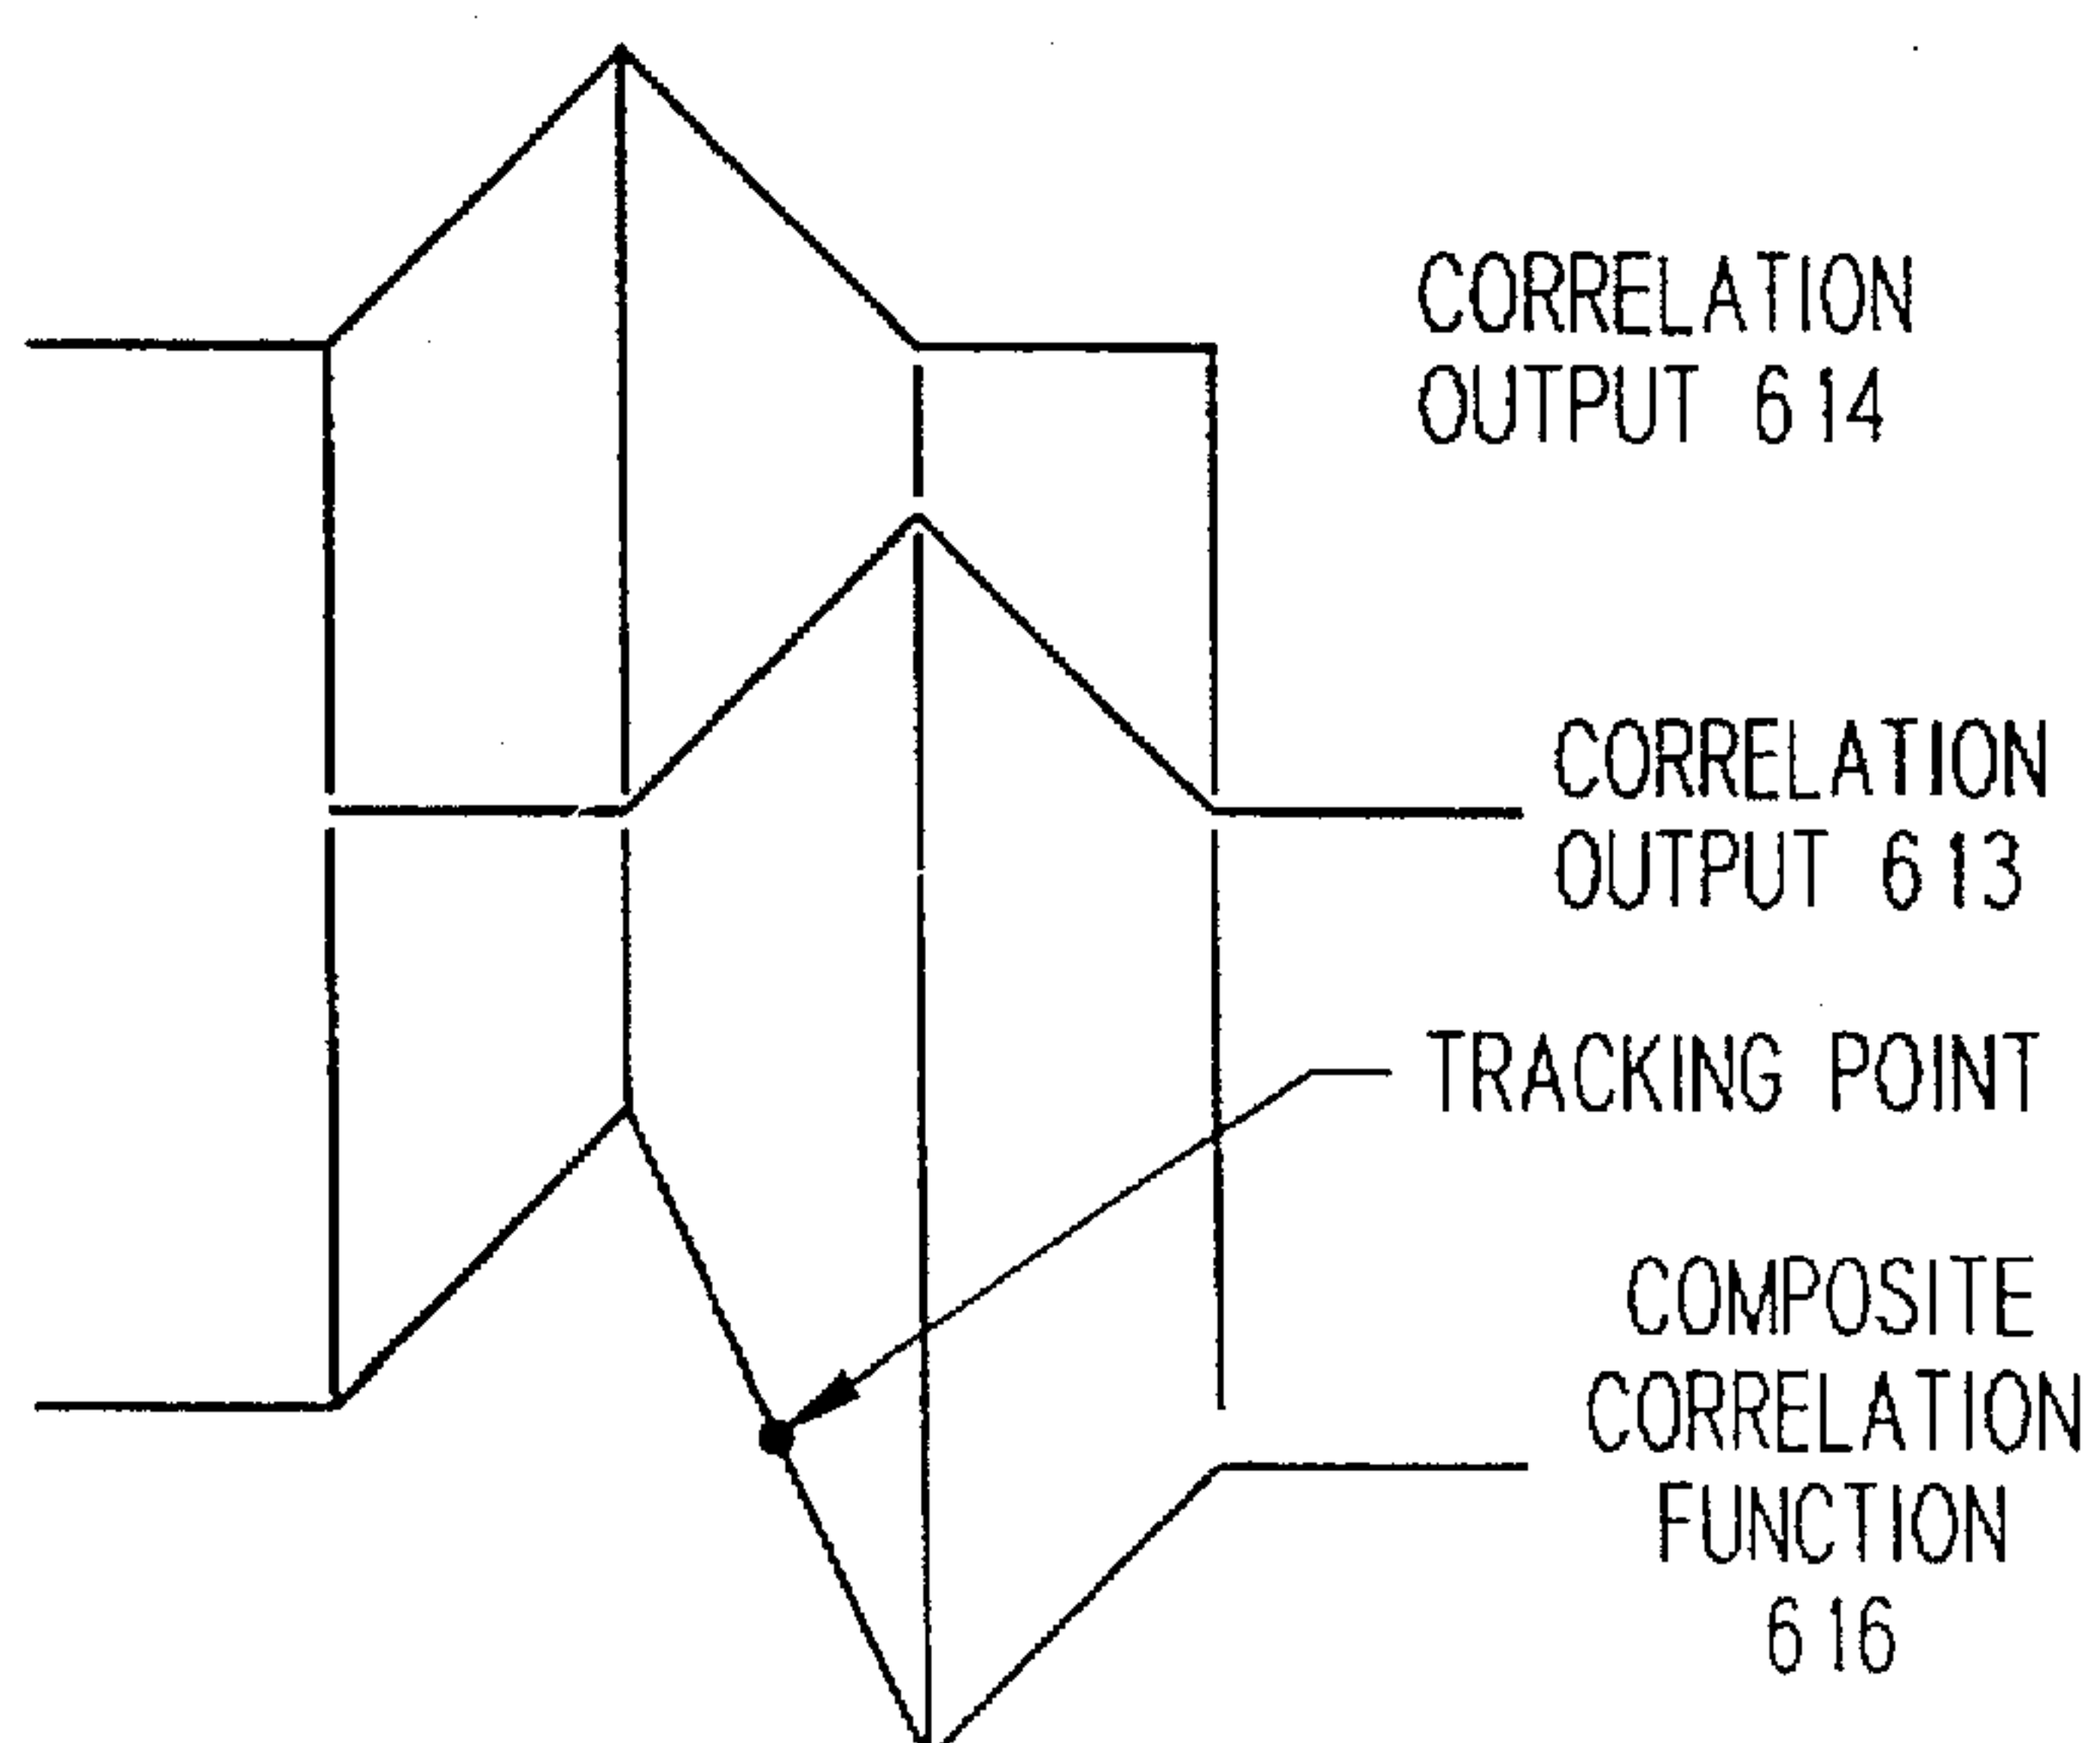 CORRELATION
OUTPUT 614
CORRELATION
OUTPUT 613
TRACKING POINT
COMPOSITE
CORRELATION
FUNCTION
616